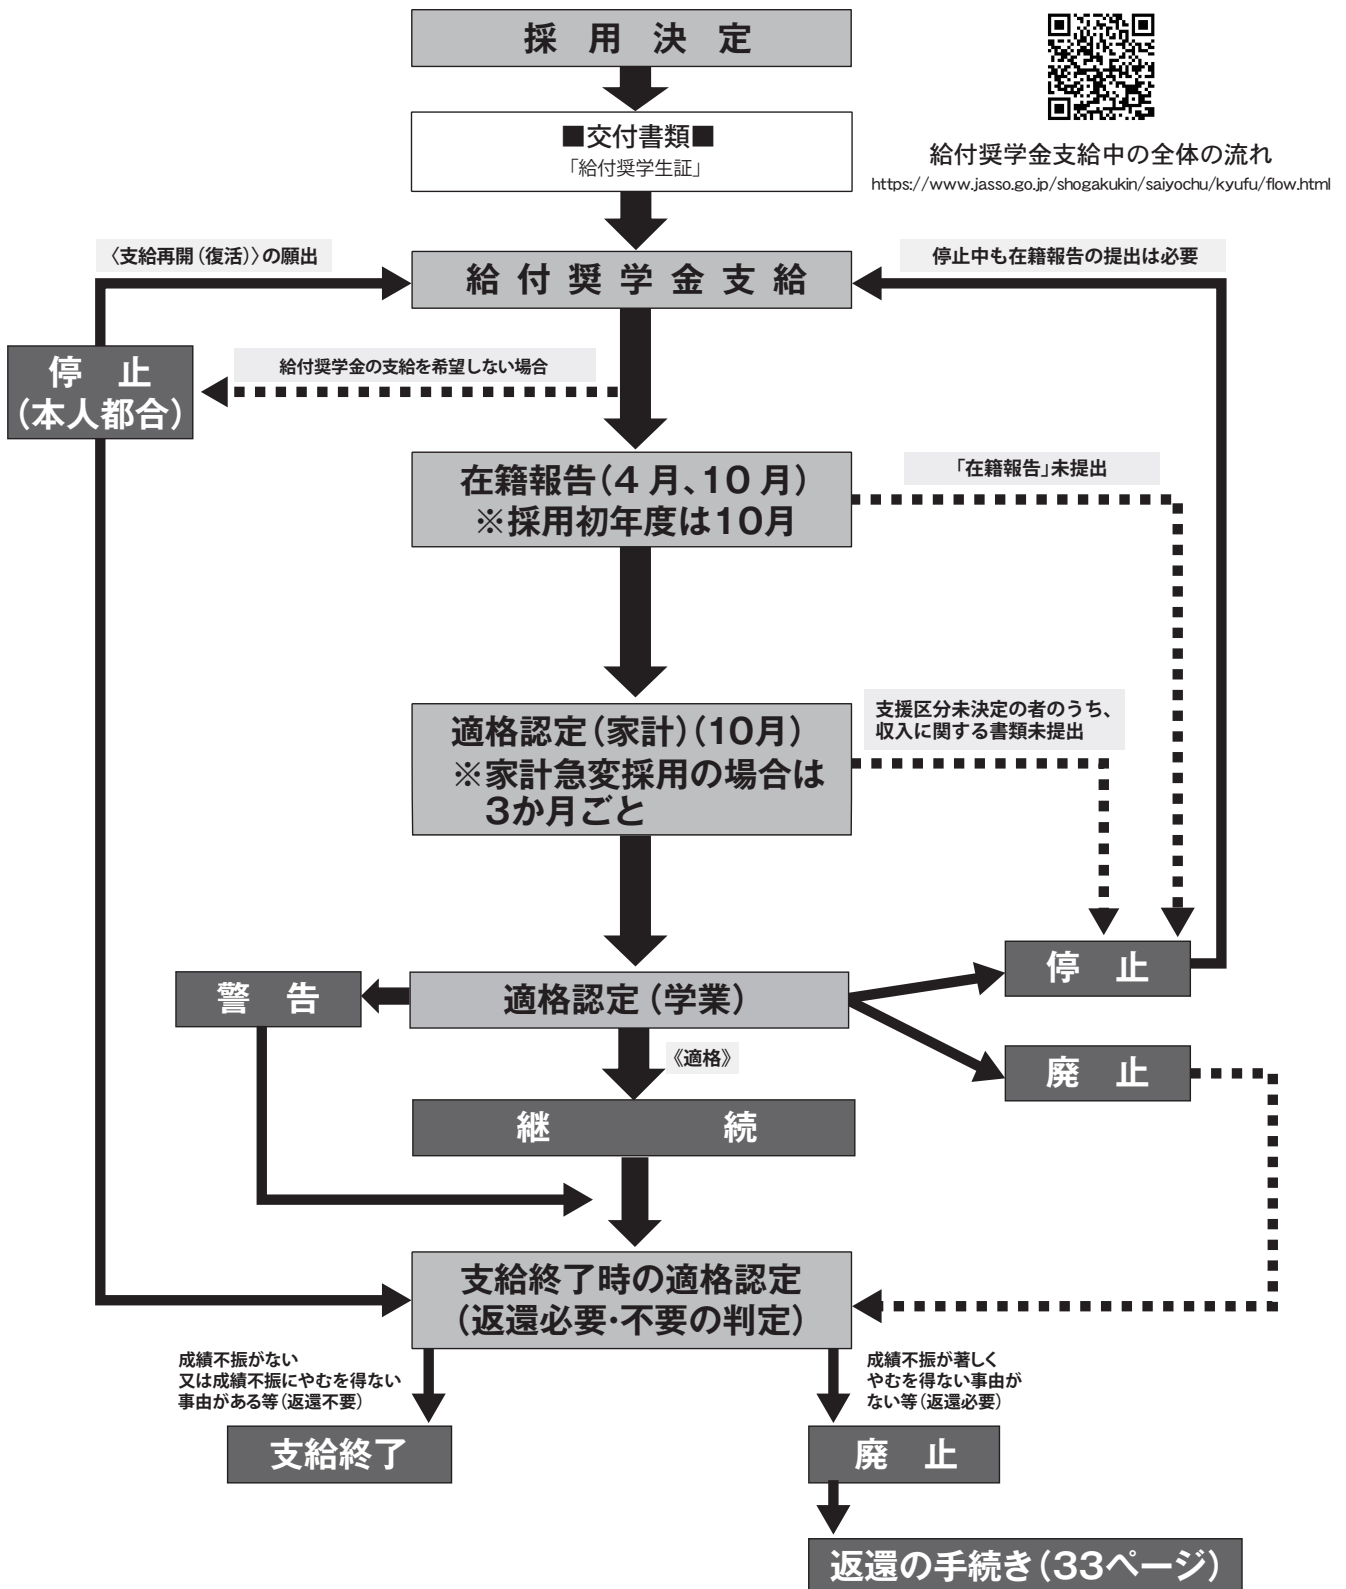 採用決定
■交付書類■
「給付奨学生証」
給付奨学金支給中の全体の流れ
https://www.jasso.go.jp/shogakukin/saiyochu/kyufu/flow.html
〈支給再開(復活)〉の願出
給付奨学金支給
停止中も在籍報告の提出は必要
停止
(本人都合)
給付奨学金の支給を希望しない場合
在籍報告(4月、10月)
※採用初年度は10月
「在籍報告」未提出
適格認定(家計)(10月)
※家計急変採用の場合は
3か月ごと
支援区分未決定の者のうち、
収入に関する書類未提出
停止
警告
適格認定(学業)
《適格》
廃止
継続
支給終了時の適格認定
(返還必要・不要の判定)
成績不振がない
又は成績不振にやむを得ない
事由がある等(返還不要)
成績不振が著しく
やむを得ない事由が
ない等(返還必要)
支給終了
廃止
返還の手続き(33ページ)